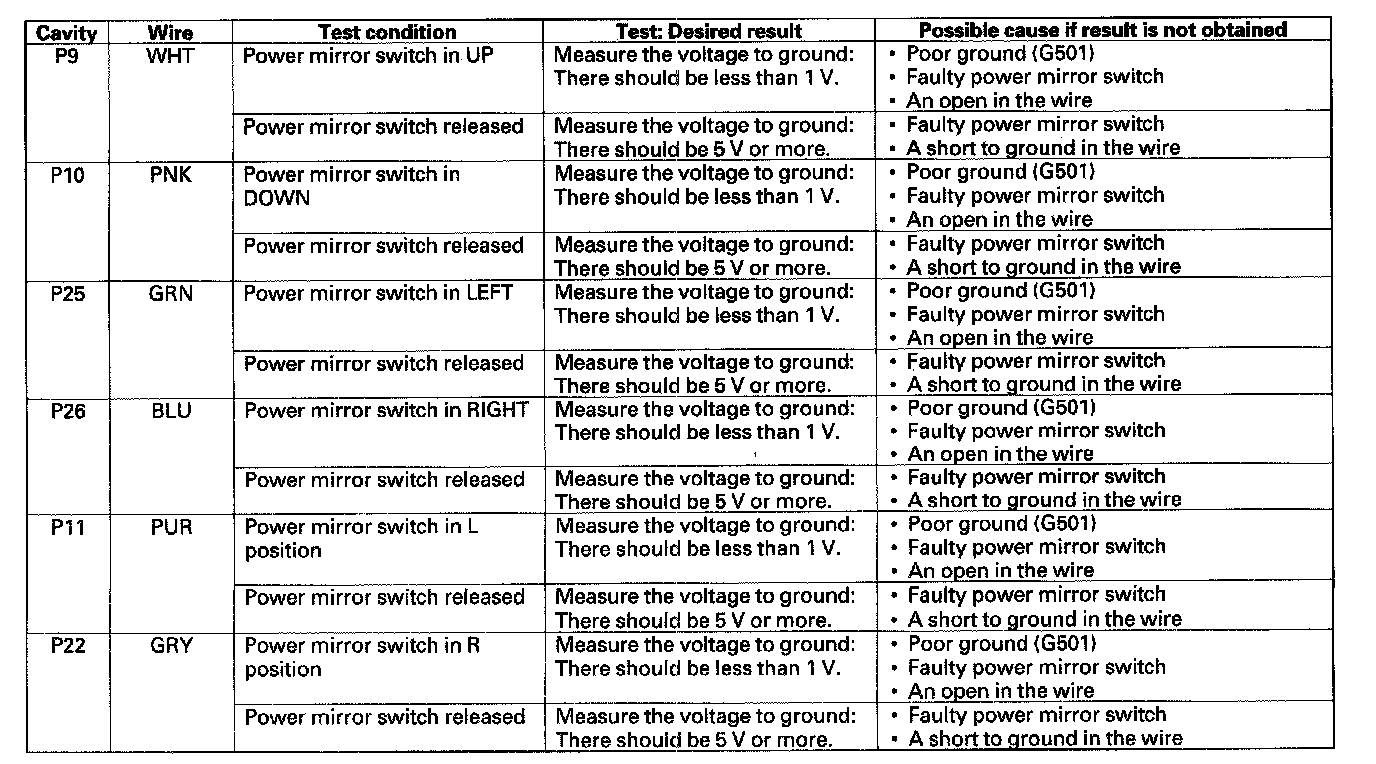 Cavity Wire Test condition Test: Desired result Possible cause if result is not obtained
P9 WHT Power mirror switch in UP Measure the voltage to ground: • Poor ground (G501)
There should be less than 1 V. • Faulty power mirror switch
• An open in the wire
Power mirror switch released Measure the voltage to ground: • Faulty power mirror switch
There should be 5 V or more. • A short to ground in the wire
P10 PNK Power mirror switch in Measure the voltage to ground: • Poor ground (G501)
DOWN There should be less than 1 V. • Faulty power mirror switch
• An open in the wire
Power mirror switch released Measure the voltage to ground: • Faulty power mirror switch
There should be 5 V or more. • A short to ground in the wire
P25 GRN Power mirror switch in LEFT Measure the voltage to ground: • Poor ground (G501)
There should be less than 1 V. • Faulty power mirror switch
• An open in the wire
Power mirror switch released Measure the voltage to ground: • Faulty power mirror switch
There should be 5 V or more. • A short to ground in the wire
P26 BLU Power mirror switch in RIGHT Measure the voltage to ground: • Poor ground (G501)
There should be less than 1 V. • Faulty power mirror switch
• An open in the wire
Power mirror switch released Measure the voltage to ground: • Faulty power mirror switch
There should be 5 V or more. • A short to ground in the wire
P11 PUR Power mirror switch in L Measure the voltage to ground: • Poor ground (G501)
position There should be less than 1 V. • Faulty power mirror switch
• An open in the wire
Power mirror switch released Measure the voltage to ground: • Faulty power mirror switch
There should be 5 V or more. • A short to ground in the wire
P22 GRY Power mirror switch in R Measure the voltage to ground: • Poor ground (G501)
position There should be less than 1 V. • Faulty power mirror switch
• An open in the wire
Power mirror switch released Measure the voltage to ground: • Faulty power mirror switch
There should be 5 V or more. • A short to ground in the wire